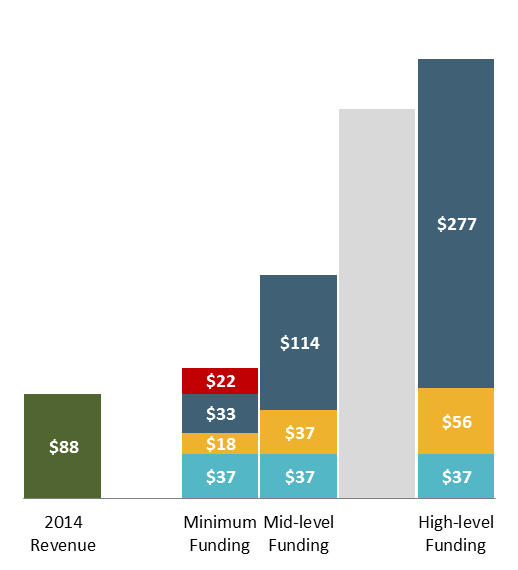 $277
$114
$22
$33
$56
$88
$18
$37
$37
$37
$37
2014
Revenue
Minimum
Funding
Mid-level
Funding
High-level
Funding